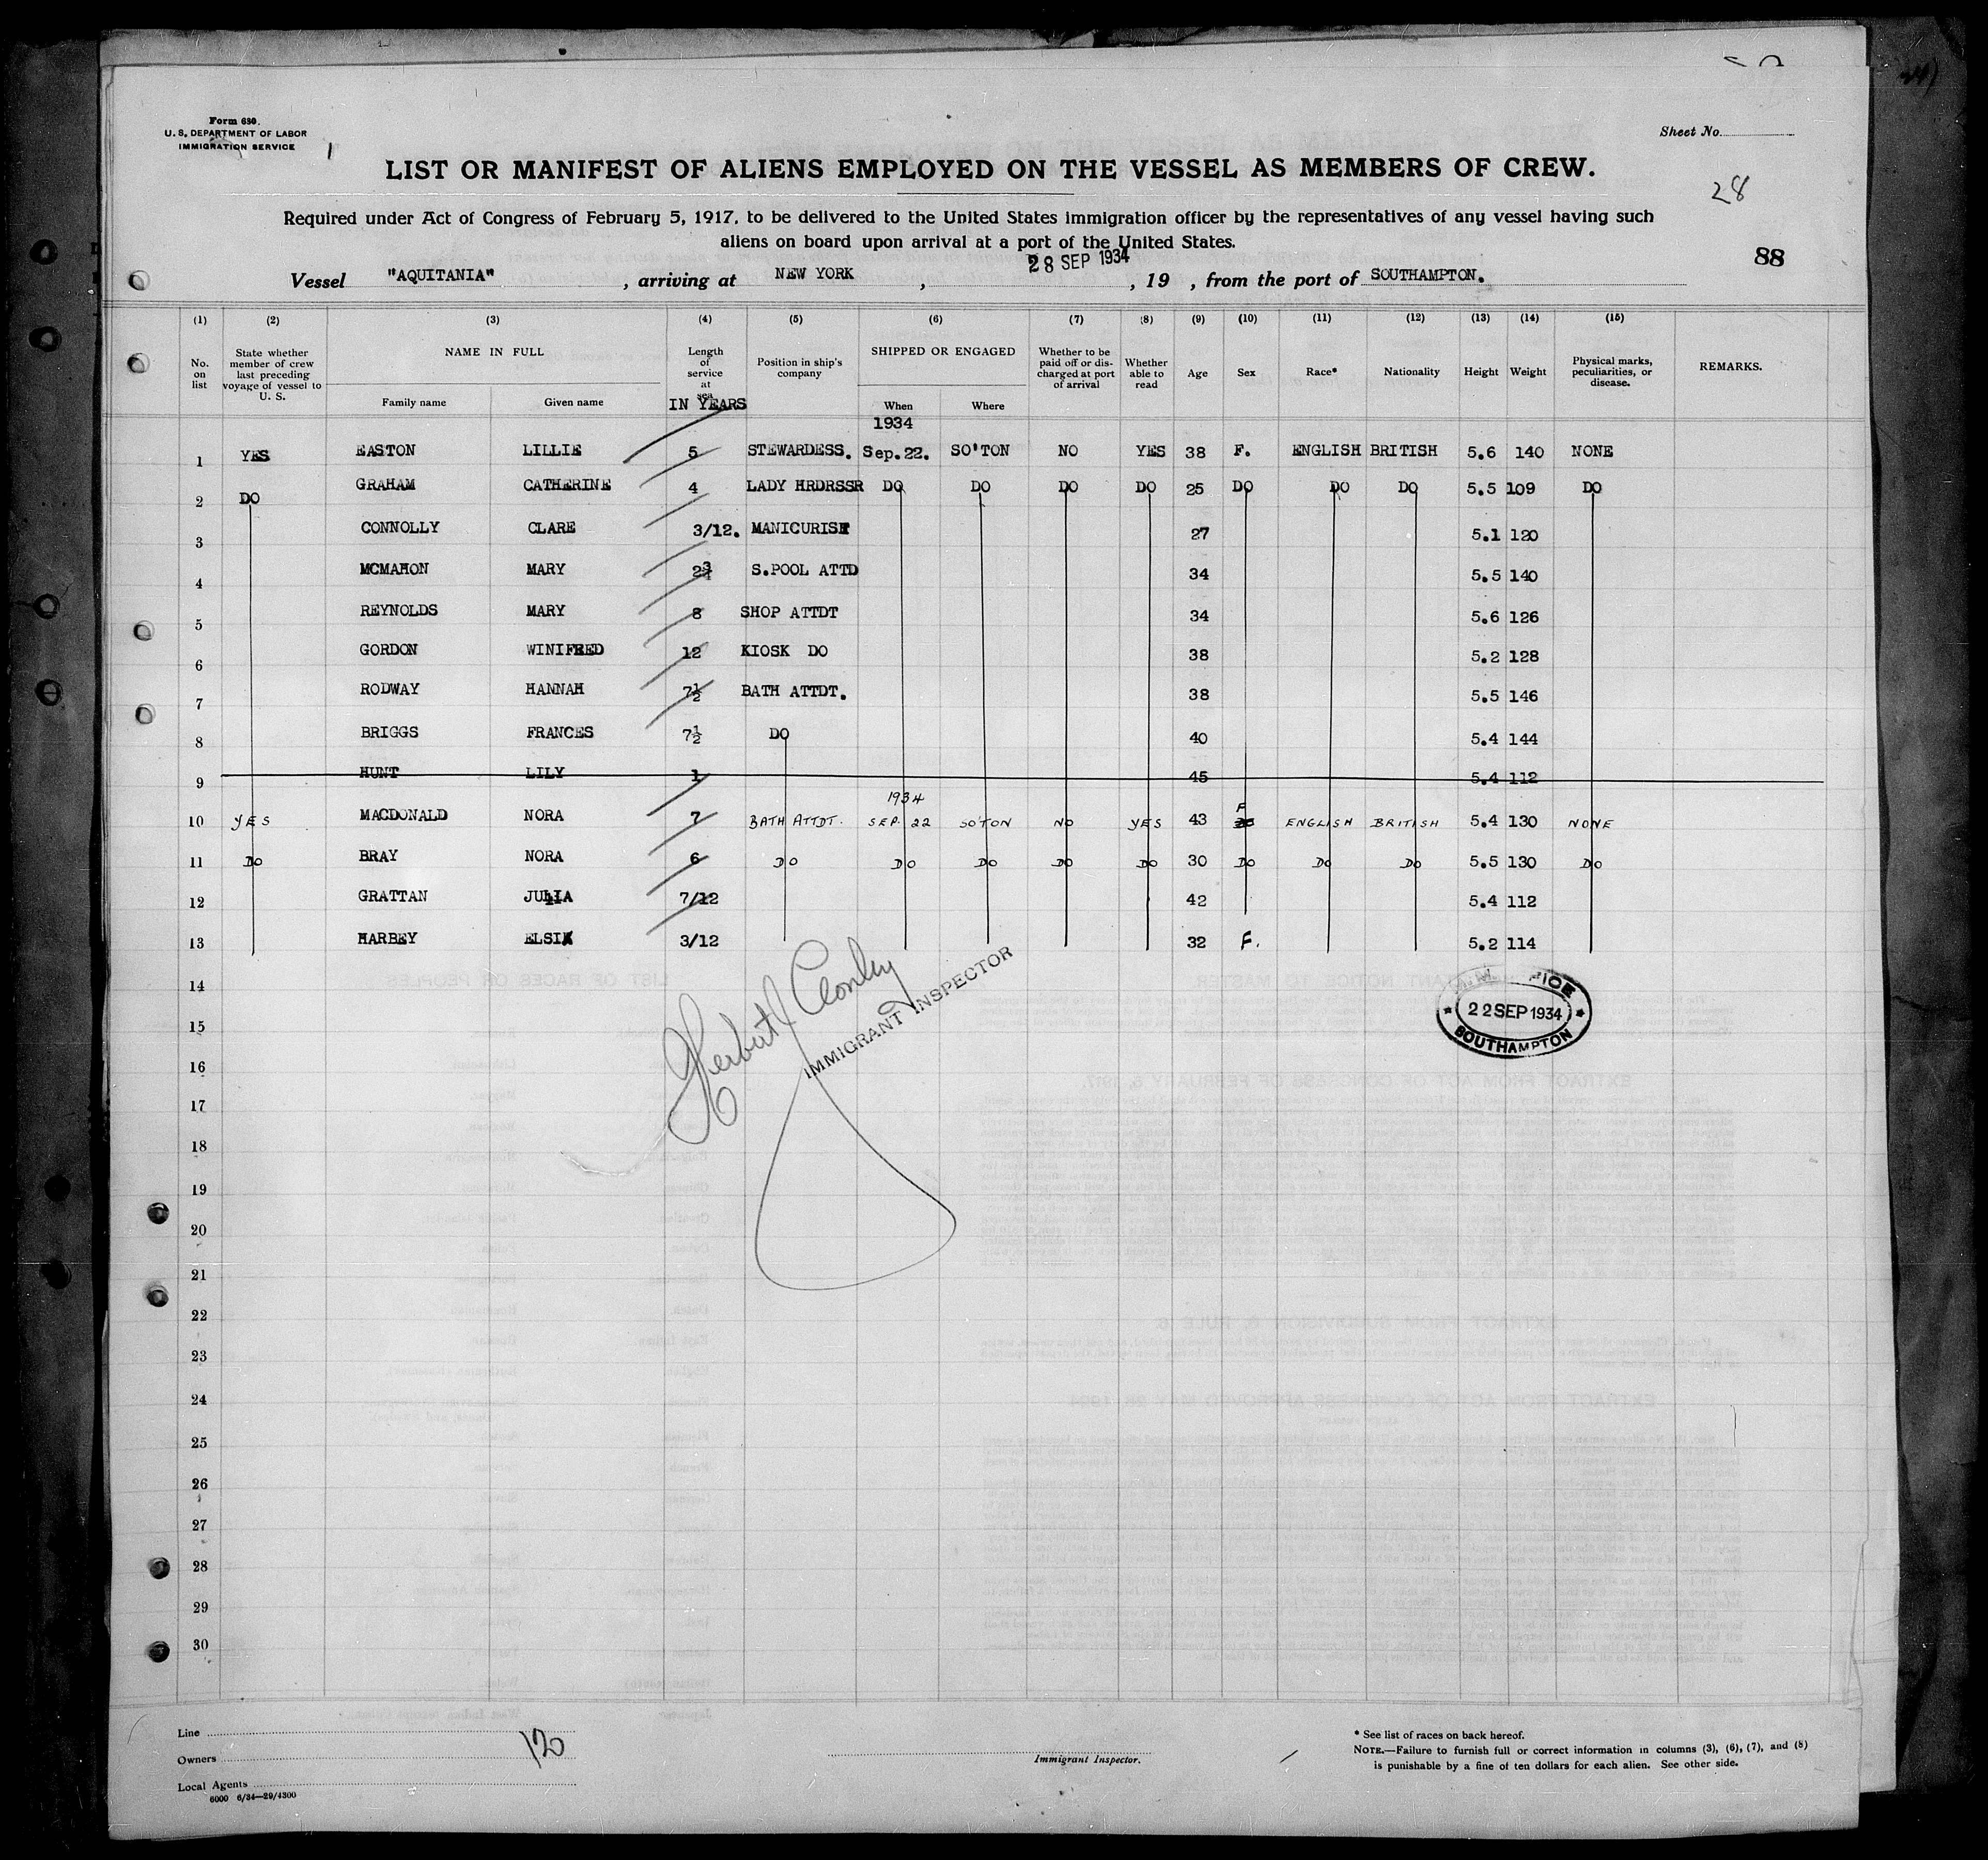 Form 680.
U. S. DEPARTMENT OF LABOR
IMMIGRATION SERVICE
Sheet No.
LIST OR MANIFEST OF ALIENS EMPLOYED ON THE VESSEL AS MEMBERS OF CREW.
28
Required under Act of Congress of February 5, 1917, to be delivered to the United States immigration officer by the representatives of any vessel having such
aliens on board upon arrival at a port of the United States.
88
Vessel "AQUITANIA", arriving at NEW YORK, 28 SEP 1934, 19 , from the port of SOUTHAMPTON.
(1) (2) (3) (4) (5) (6) (7) (8) (9) (10) (11) (12) (13) (14) (15)
No. on list
State whether member of crew last preceding voyage of vessel to U. S.
NAME IN FULL
Family name
Given name
Length of service at sea
IN YEARS
Position in ship's company
SHIPPED OR ENGAGED
When
Where
Whether to be paid off or discharged at port of arrival
Whether able to read
Age
Sex
Race*
Nationality
Height
Weight
Physical marks, peculiarities, or disease.
REMARKS.
1934
1 YES EASTON LILLIE 5 STEWARDESS. Sep.22. SO'TON NO YES 38 F. ENGLISH BRITISH 5.6 140 NONE
2 DO GRAHAM CATHERINE 4 LADY HRDRSSR DO DO DO DO 25 DO DO DO 5.5 109 DO
3 CONNOLLY CLARE 3/12. MANICURIST 27 5.1 120
4 MCMAHON MARY 2¾ S.POOL ATTD 34 5.5 140
5 REYNOLDS MARY 8 SHOP ATTDT 34 5.6 126
6 GORDON WINIFRED 12 KIOSK DO 38 5.2 128
7 RODWAY HANNAH 7½ BATH ATTDT. 38 5.5 146
8 BRIGGS FRANCES 7½ DO 40 5.4 144
9 HUNT LILY 1 45 5.4 112
1934
10 YES MACDONALD NORA 7 BATH ATTDT. SEP. 22 SO'TON NO YES 43 F ENGLISH BRITISH 5.4 130 NONE
11 DO BRAY NORA 6 DO DO DO DO DO 30 DO DO DO 5.5 130 DO
12 GRATTAN JULIA 7/12 42 5.4 112
13 HARBEY ELSIE 3/12 32 F. 5.2 114
14
15
16
17
18
19
20
21
22
23
24
25
26
27
28
29
30
IMMIGRANT INSPECTOR
22 SEP 1934
SOUTHAMPTON
Line
Owners
Local Agents
6000 6/34—29/4300
120
Immigrant Inspector.
* See list of races on back hereof.
NOTE.—Failure to furnish full or correct information in columns (3), (6), (7), and (8)
is punishable by a fine of ten dollars for each alien. See other side.